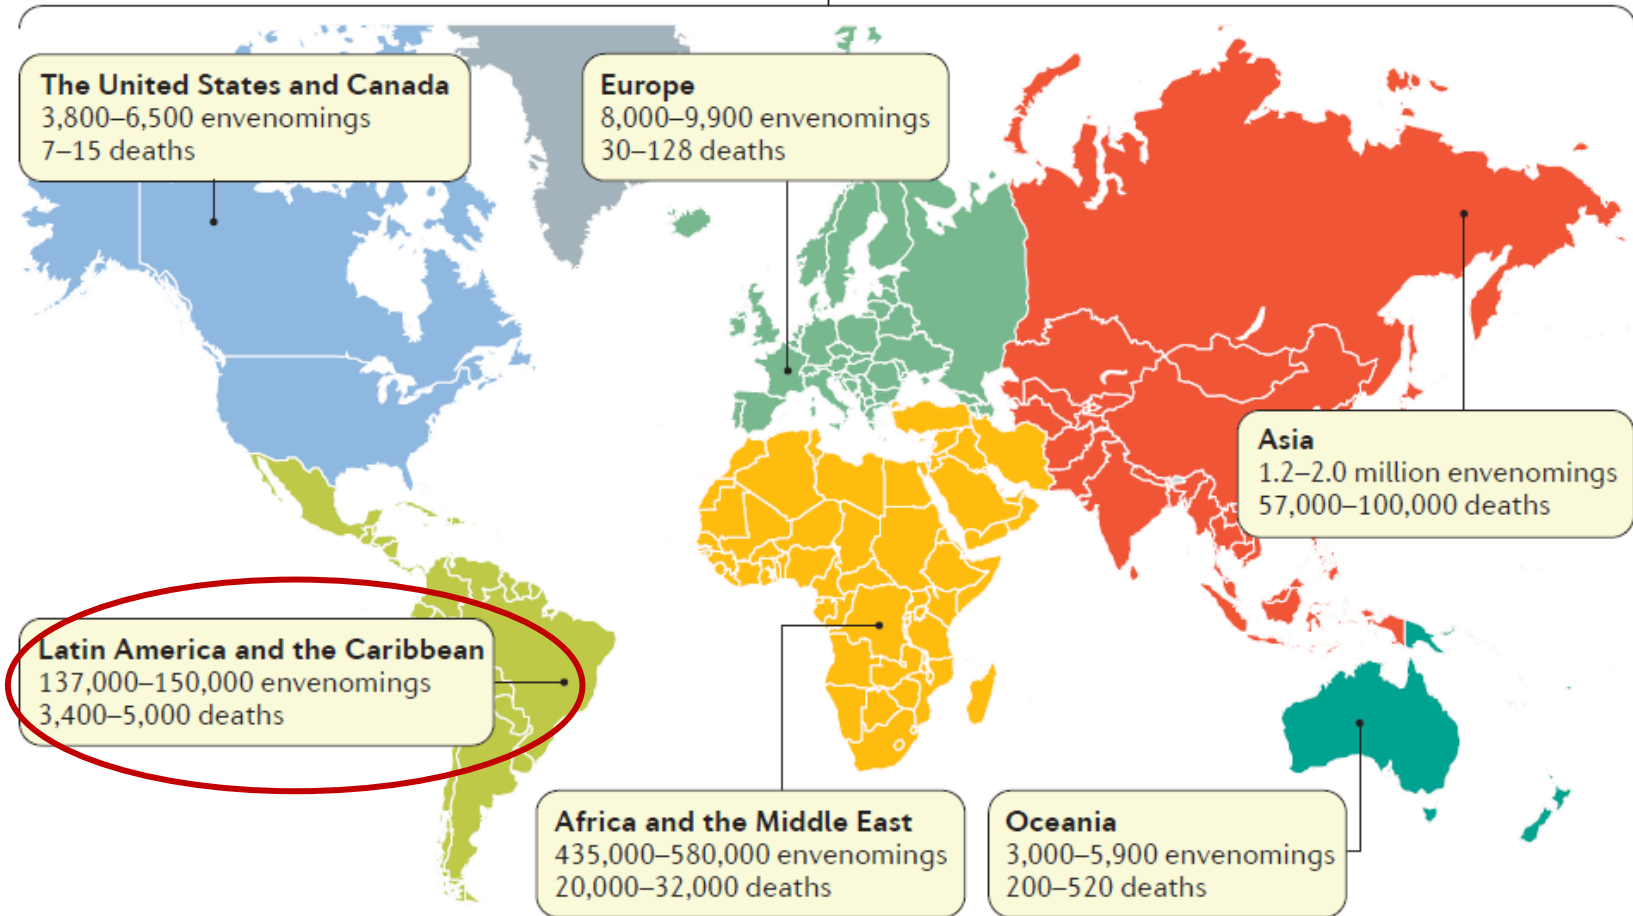 The United States and Canada
3,800–6,500 envenomings
7–15 deaths
Europe
8,000–9,900 envenomings
30–128 deaths
Asia
1.2–2.0 million envenomings
57,000–100,000 deaths
Latin America and the Caribbean
137,000–150,000 envenomings
3,400–5,000 deaths
Africa and the Middle East
435,000–580,000 envenomings
20,000–32,000 deaths
Oceania
3,000–5,900 envenomings
200–520 deaths